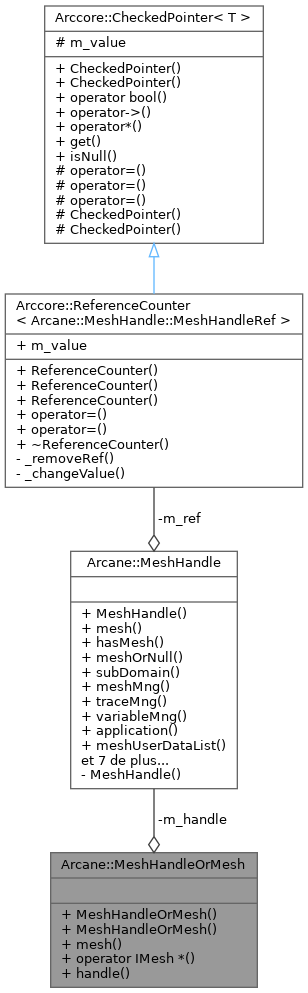 Arccore::CheckedPointer< T >
# m_value
+ CheckedPointer()
+ CheckedPointer()
+ operator bool()
+ operator->()
+ operator*()
+ get()
+ isNull()
# operator=()
# operator=()
# operator=()
# CheckedPointer()
# CheckedPointer()
Arccore::ReferenceCounter
< Arcane::MeshHandle::MeshHandleRef >
+ m_value
+ ReferenceCounter()
+ ReferenceCounter()
+ ReferenceCounter()
+ operator=()
+ operator=()
+ ~ReferenceCounter()
- _removeRef()
- _changeValue()
-m_ref
Arcane::MeshHandle
+ MeshHandle()
+ mesh()
+ hasMesh()
+ meshOrNull()
+ subDomain()
+ meshMng()
+ traceMng()
+ variableMng()
+ application()
+ meshUserDataList()
et 7 de plus...
- MeshHandle()
-m_handle
Arcane::MeshHandleOrMesh
+ MeshHandleOrMesh()
+ MeshHandleOrMesh()
+ mesh()
+ operator IMesh *()
+ handle()